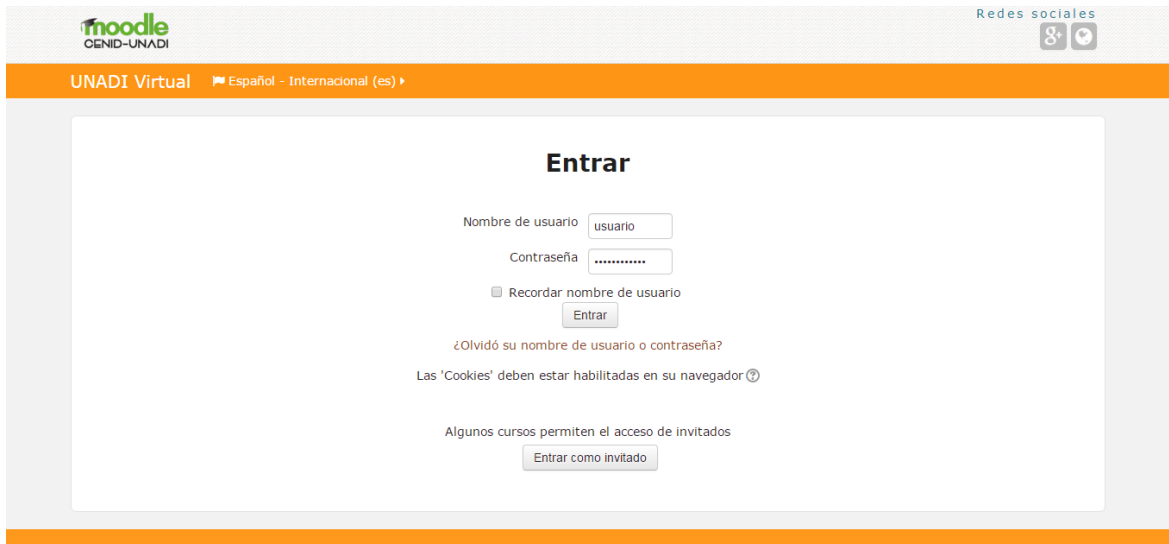 moodle
CENID-UNADI
Redes sociales
UNADI Virtual Español - Internacional (es)
Entrar
Nombre de usuario usuario
Contraseña ············
Recordar nombre de usuario
Entrar
¿Olvidó su nombre de usuario o contraseña?
Las 'Cookies' deben estar habilitadas en su navegador ?
Algunos cursos permiten el acceso de invitados
Entrar como invitado